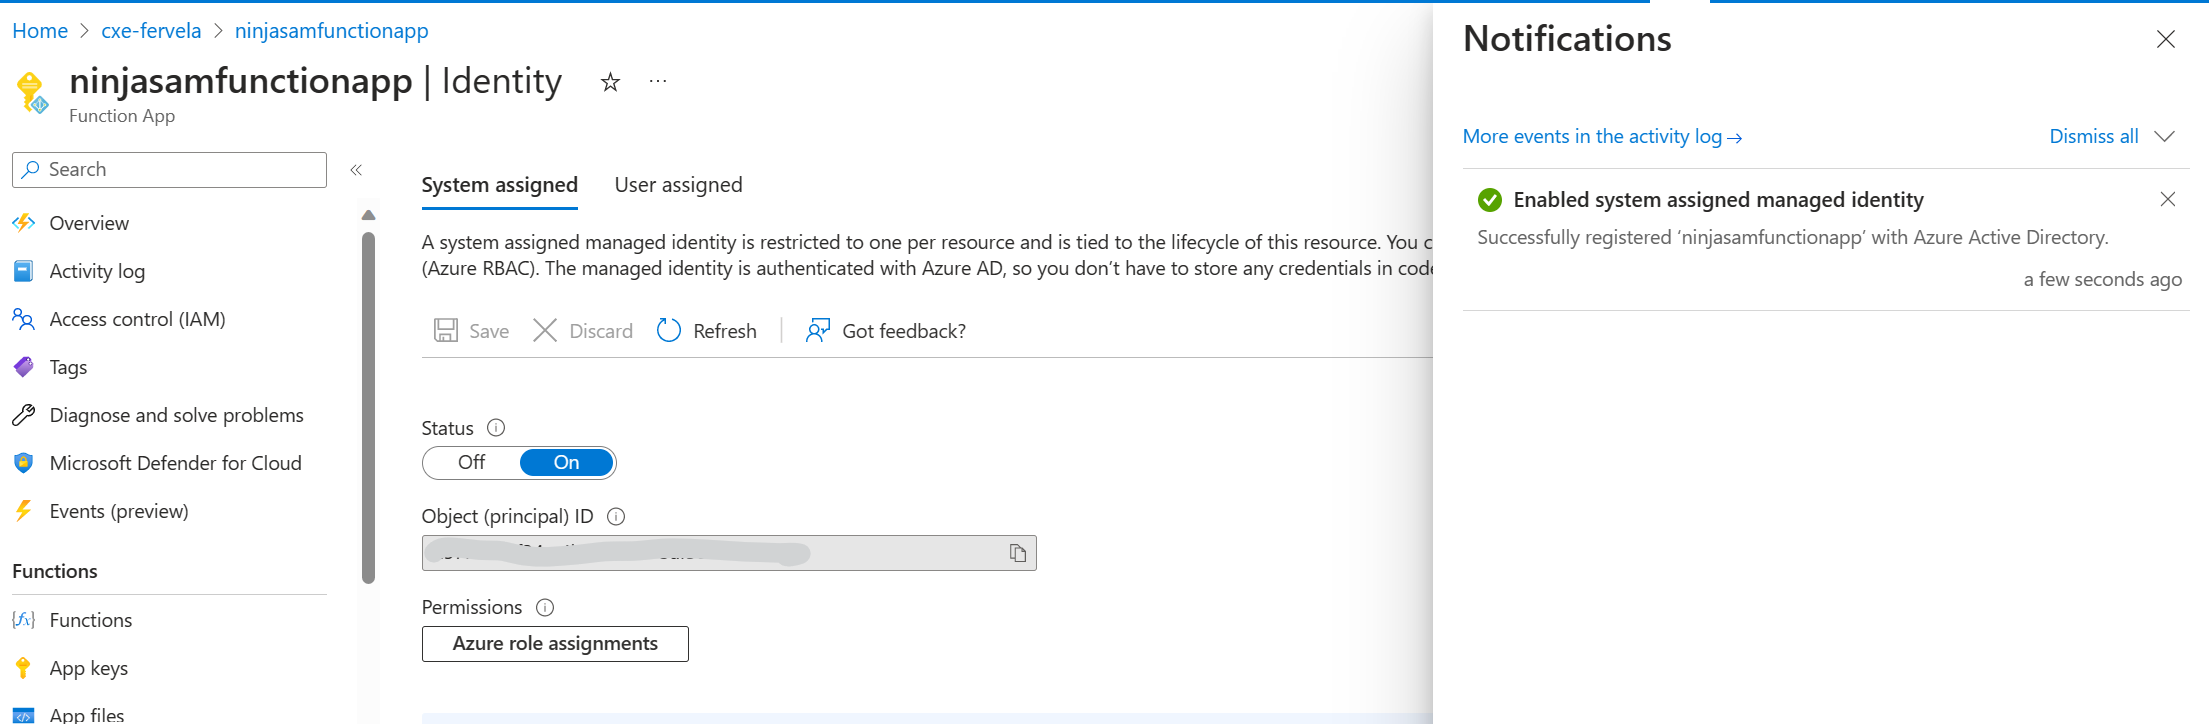 Home > cxe-fervela > ninjasamfunctionapp
ninjasamfunctionapp | Identity
Function App
Search
Overview
Activity log
Access control (IAM)
Tags
Diagnose and solve problems
Microsoft Defender for Cloud
Events (preview)
Functions
Functions
App keys
App files
System assigned
User assigned
A system assigned managed identity is restricted to one per resource and is tied to the lifecycle of this resource. You c
(Azure RBAC). The managed identity is authenticated with Azure AD, so you don't have to store any credentials in code
Save
Discard
Refresh
Got feedback?
Status
Off
On
Object (principal) ID
Permissions
Azure role assignments
Notifications
More events in the activity log →
Dismiss all
Enabled system assigned managed identity
Successfully registered 'ninjasamfunctionapp' with Azure Active Directory.
a few seconds ago